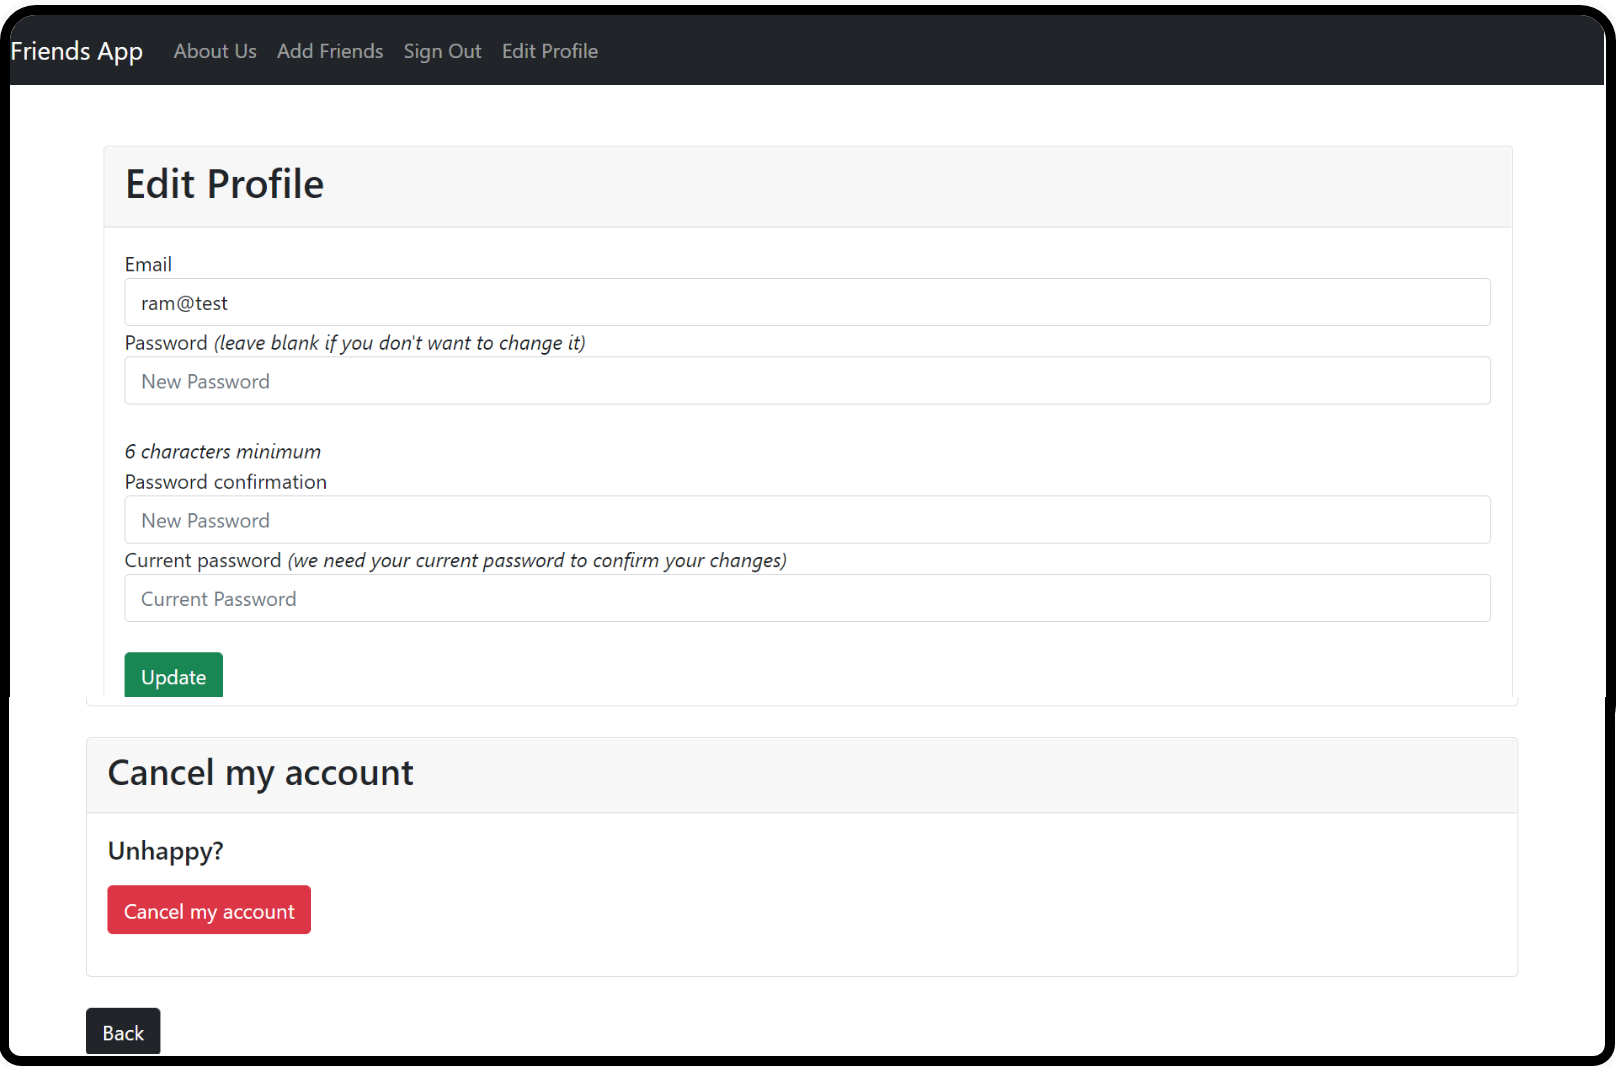 Friends App About Us Add Friends Sign Out Edit Profile
Edit Profile
Email
ram@test
Password (leave blank if you don't want to change it)
New Password
6 characters minimum
Password confirmation
New Password
Current password (we need your current password to confirm your changes)
Current Password
Update
Cancel my account
Unhappy?
Cancel my account
Back